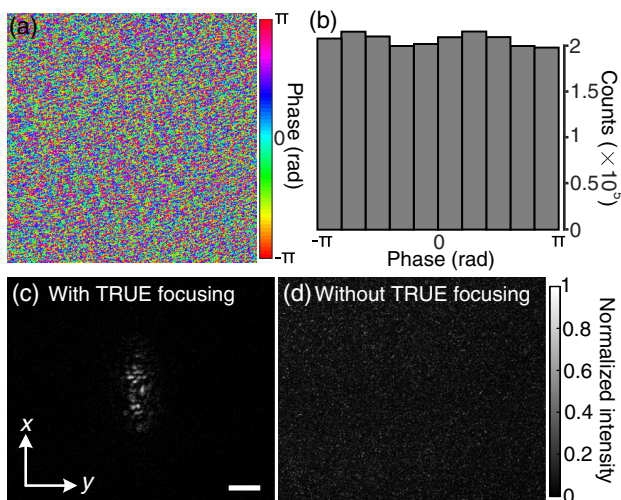 (a)
π
0
-π
Phase (rad)
(b)
2
1.5
1
0.5
0
Counts (×10⁵)
-π
0
π
Phase (rad)
(c) With TRUE focusing
x
y
(d) Without TRUE focusing
1
0.8
0.6
0.4
0.2
0
Normalized intensity